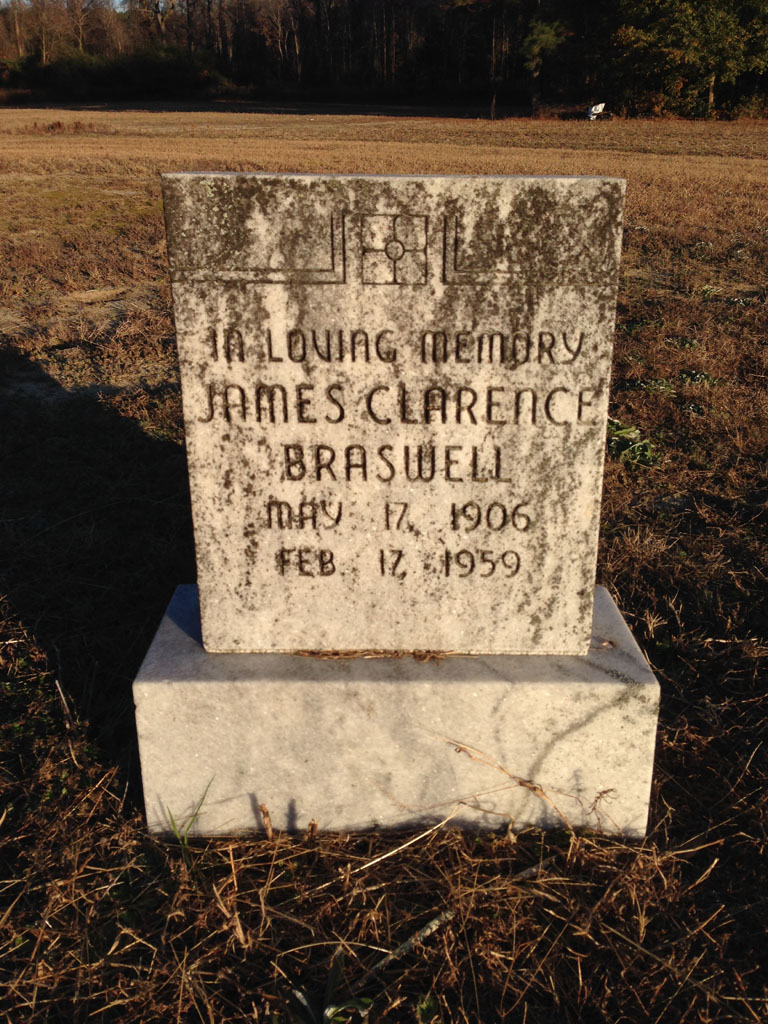 IN LOVING MEMORY
JAMES CLARENCE
BRASWELL
MAY 17, 1906
FEB 17, 1959